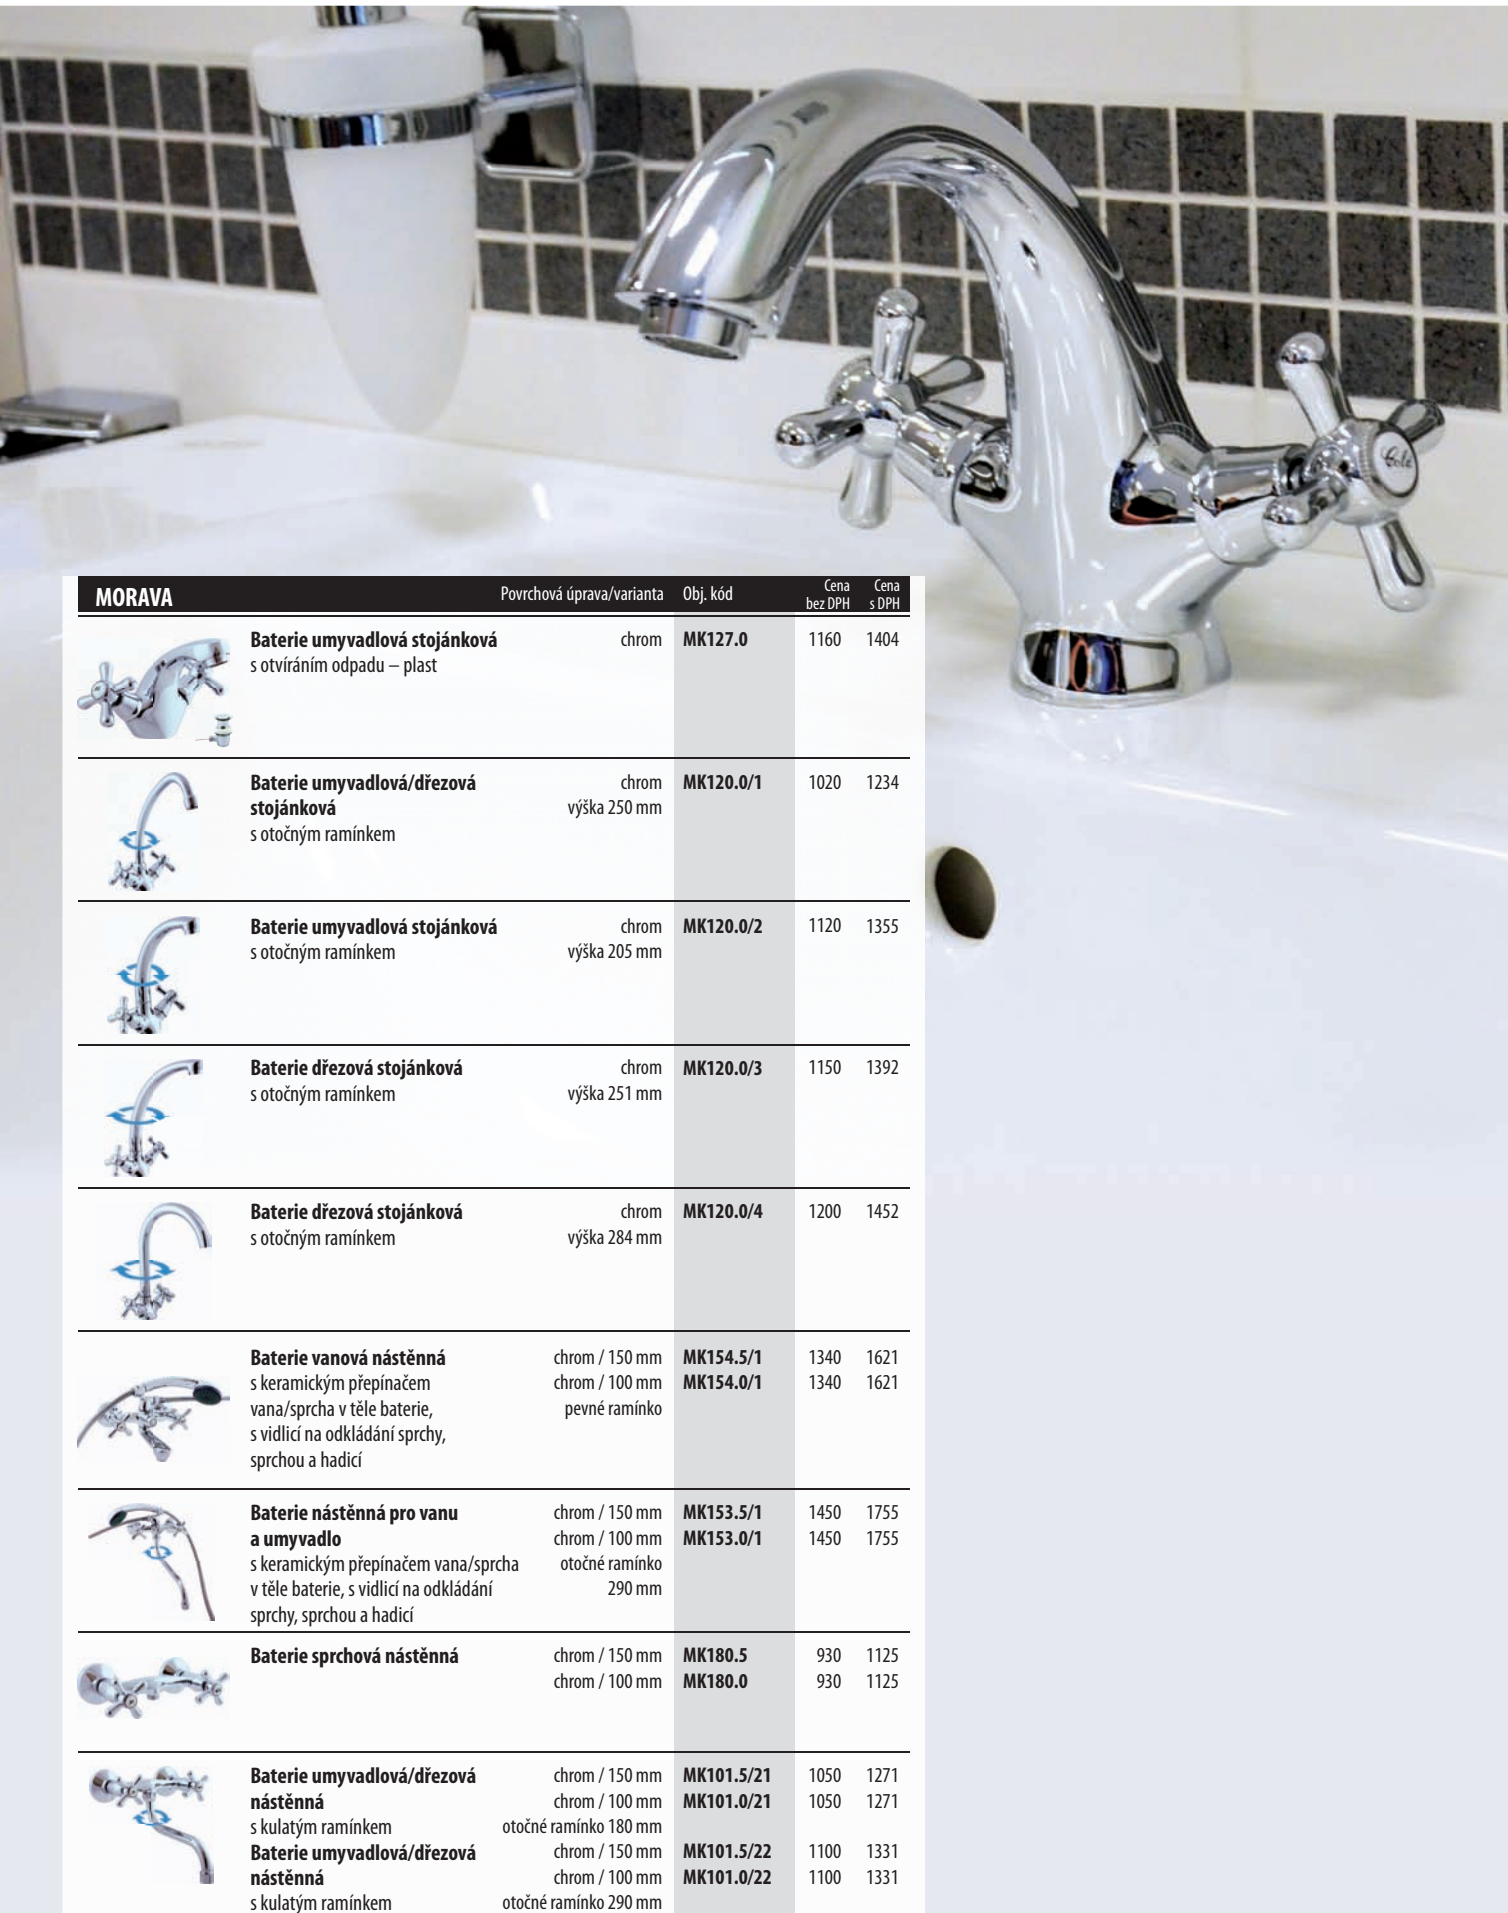 Cole
MORAVA Povrchová úprava/varianta Obj. kód Cena bez DPH Cena s DPH
Baterie umyvadlová stojánková chrom MK127.0 1160 1404
s otvíráním odpadu – plast
Baterie umyvadlová/dřezová chrom MK120.0/1 1020 1234
stojánková výška 250 mm
s otočným ramínkem
Baterie umyvadlová stojánková chrom MK120.0/2 1120 1355
s otočným ramínkem výška 205 mm
Baterie dřezová stojánková chrom MK120.0/3 1150 1392
s otočným ramínkem výška 251 mm
Baterie dřezová stojánková chrom MK120.0/4 1200 1452
s otočným ramínkem výška 284 mm
Baterie vanová nástěnná chrom / 150 mm MK154.5/1 1340 1621
s keramickým přepínačem chrom / 100 mm MK154.0/1 1340 1621
vana/sprcha v těle baterie, pevné ramínko
s vidlicí na odkládání sprchy,
sprchou a hadicí
Baterie nástěnná pro vanu chrom / 150 mm MK153.5/1 1450 1755
a umyvadlo chrom / 100 mm MK153.0/1 1450 1755
s keramickým přepínačem vana/sprcha otočné ramínko
v těle baterie, s vidlicí na odkládání 290 mm
sprchy, sprchou a hadicí
Baterie sprchová nástěnná chrom / 150 mm MK180.5 930 1125
chrom / 100 mm MK180.0 930 1125
Baterie umyvadlová/dřezová chrom / 150 mm MK101.5/21 1050 1271
nástěnná chrom / 100 mm MK101.0/21 1050 1271
s kulatým ramínkem otočné ramínko 180 mm
Baterie umyvadlová/dřezová chrom / 150 mm MK101.5/22 1100 1331
nástěnná chrom / 100 mm MK101.0/22 1100 1331
s kulatým ramínkem otočné ramínko 290 mm